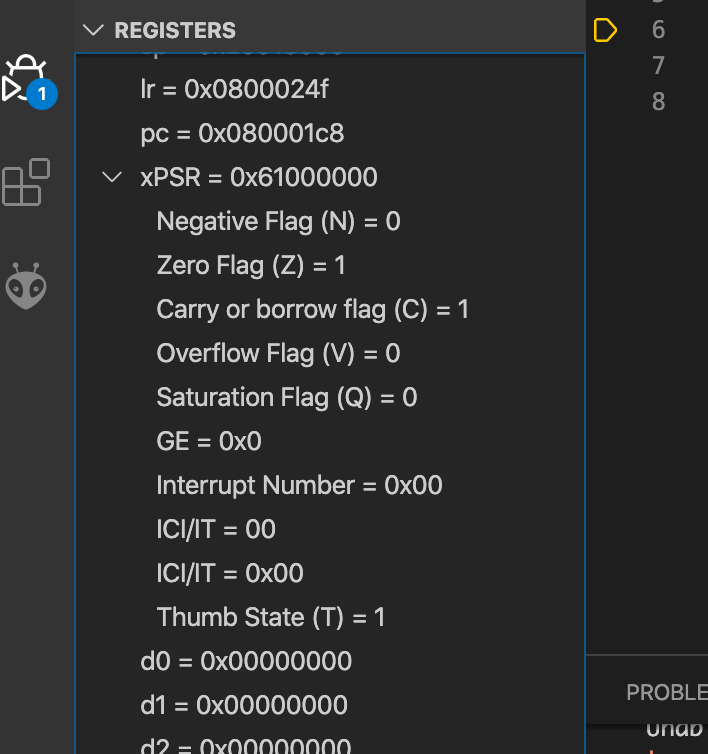 REGISTERS
lr = 0x0800024f
pc = 0x080001c8
xPSR = 0x61000000
Negative Flag (N) = 0
Zero Flag (Z) = 1
Carry or borrow flag (C) = 1
Overflow Flag (V) = 0
Saturation Flag (Q) = 0
GE = 0x0
Interrupt Number = 0x00
ICI/IT = 00
ICI/IT = 0x00
Thumb State (T) = 1
d0 = 0x00000000
d1 = 0x00000000
d2 = 0x00000000
1
6
7
8
PROBLE